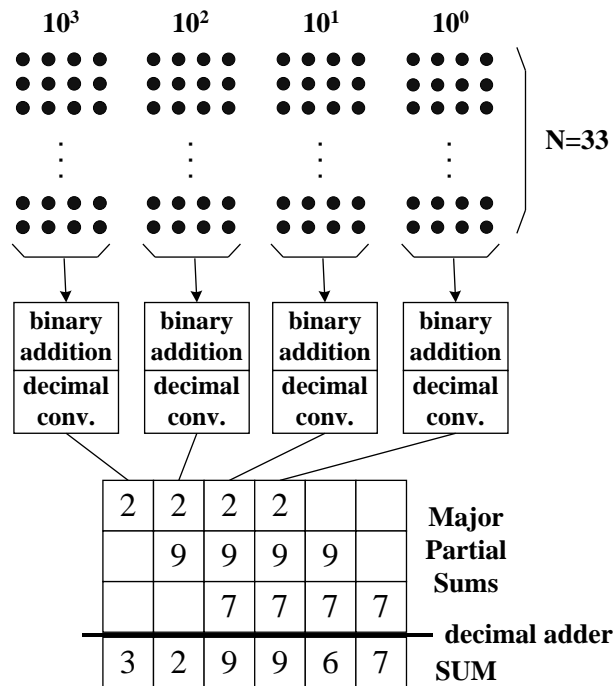 10³ 10² 10¹ 10⁰
N=33
binary addition
decimal conv.
binary addition
decimal conv.
binary addition
decimal conv.
binary addition
decimal conv.
2 2 2 2
9 9 9 9
7 7 7 7
Major
Partial
Sums
decimal adder
3 2 9 9 6 7
SUM